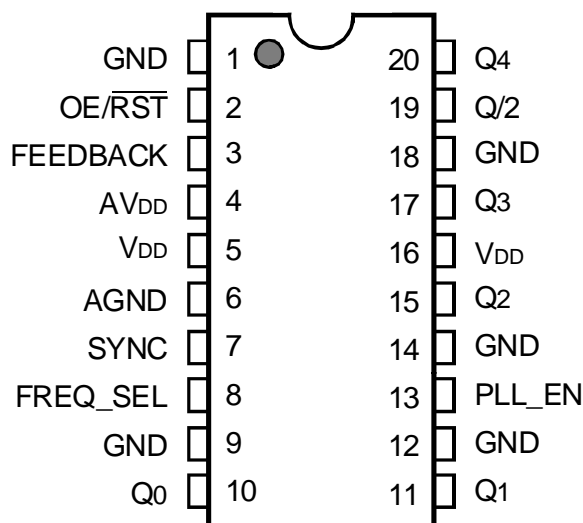 GND 1 20 Q4
OE/RST 2 19 Q/2
FEEDBACK 3 18 GND
AVDD 4 17 Q3
VDD 5 16 VDD
AGND 6 15 Q2
SYNC 7 14 GND
FREQ_SEL 8 13 PLL_EN
GND 9 12 GND
Q0 10 11 Q1